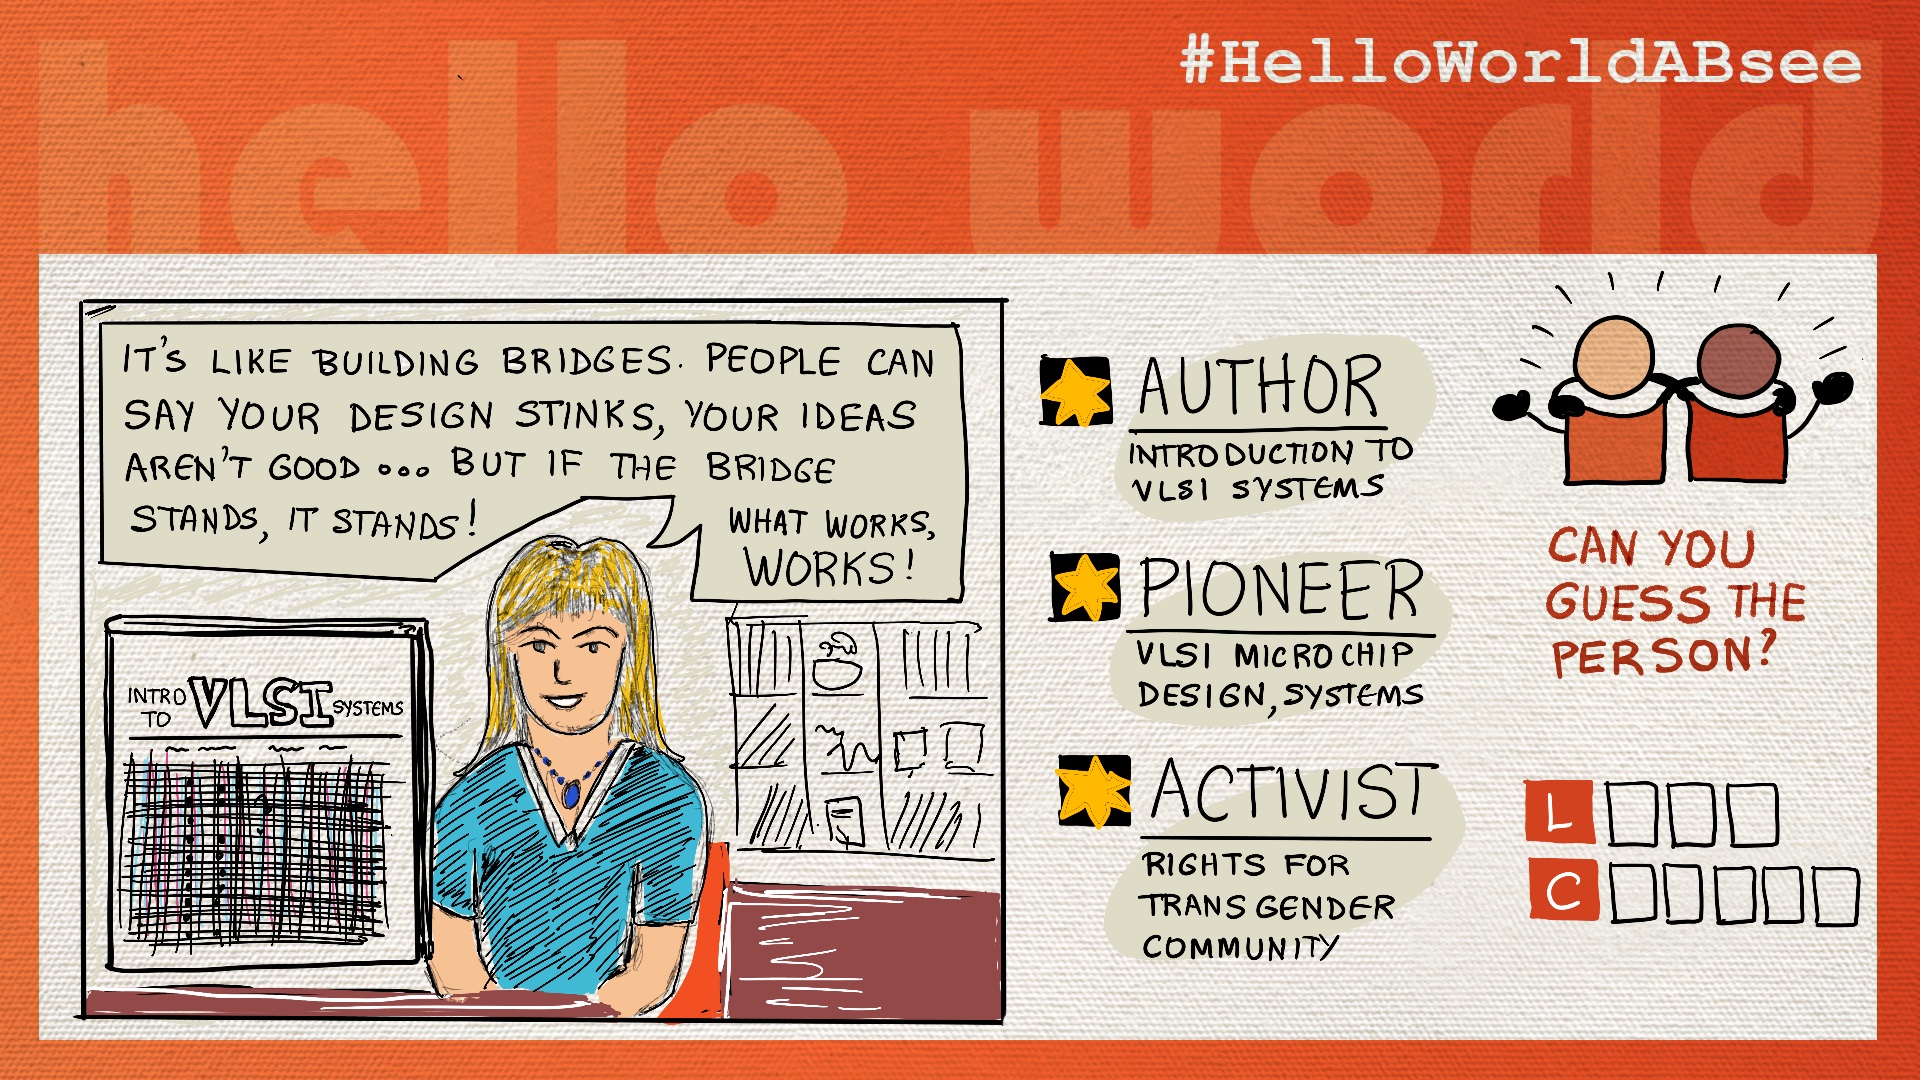 #HelloWorldABsee
hello world
IT'S LIKE BUILDING BRIDGES. PEOPLE CAN
SAY YOUR DESIGN STINKS, YOUR IDEAS
AREN'T GOOD ... BUT IF THE BRIDGE
STANDS, IT STANDS!
WHAT WORKS,
WORKS!
INTRO TO VLSI SYSTEMS
AUTHOR
INTRODUCTION TO
VLSI SYSTEMS
PIONEER
VLSI MICROCHIP
DESIGN, SYSTEMS
ACTIVIST
RIGHTS FOR
TRANSGENDER
COMMUNITY
CAN YOU
GUESS THE
PERSON?
L
C